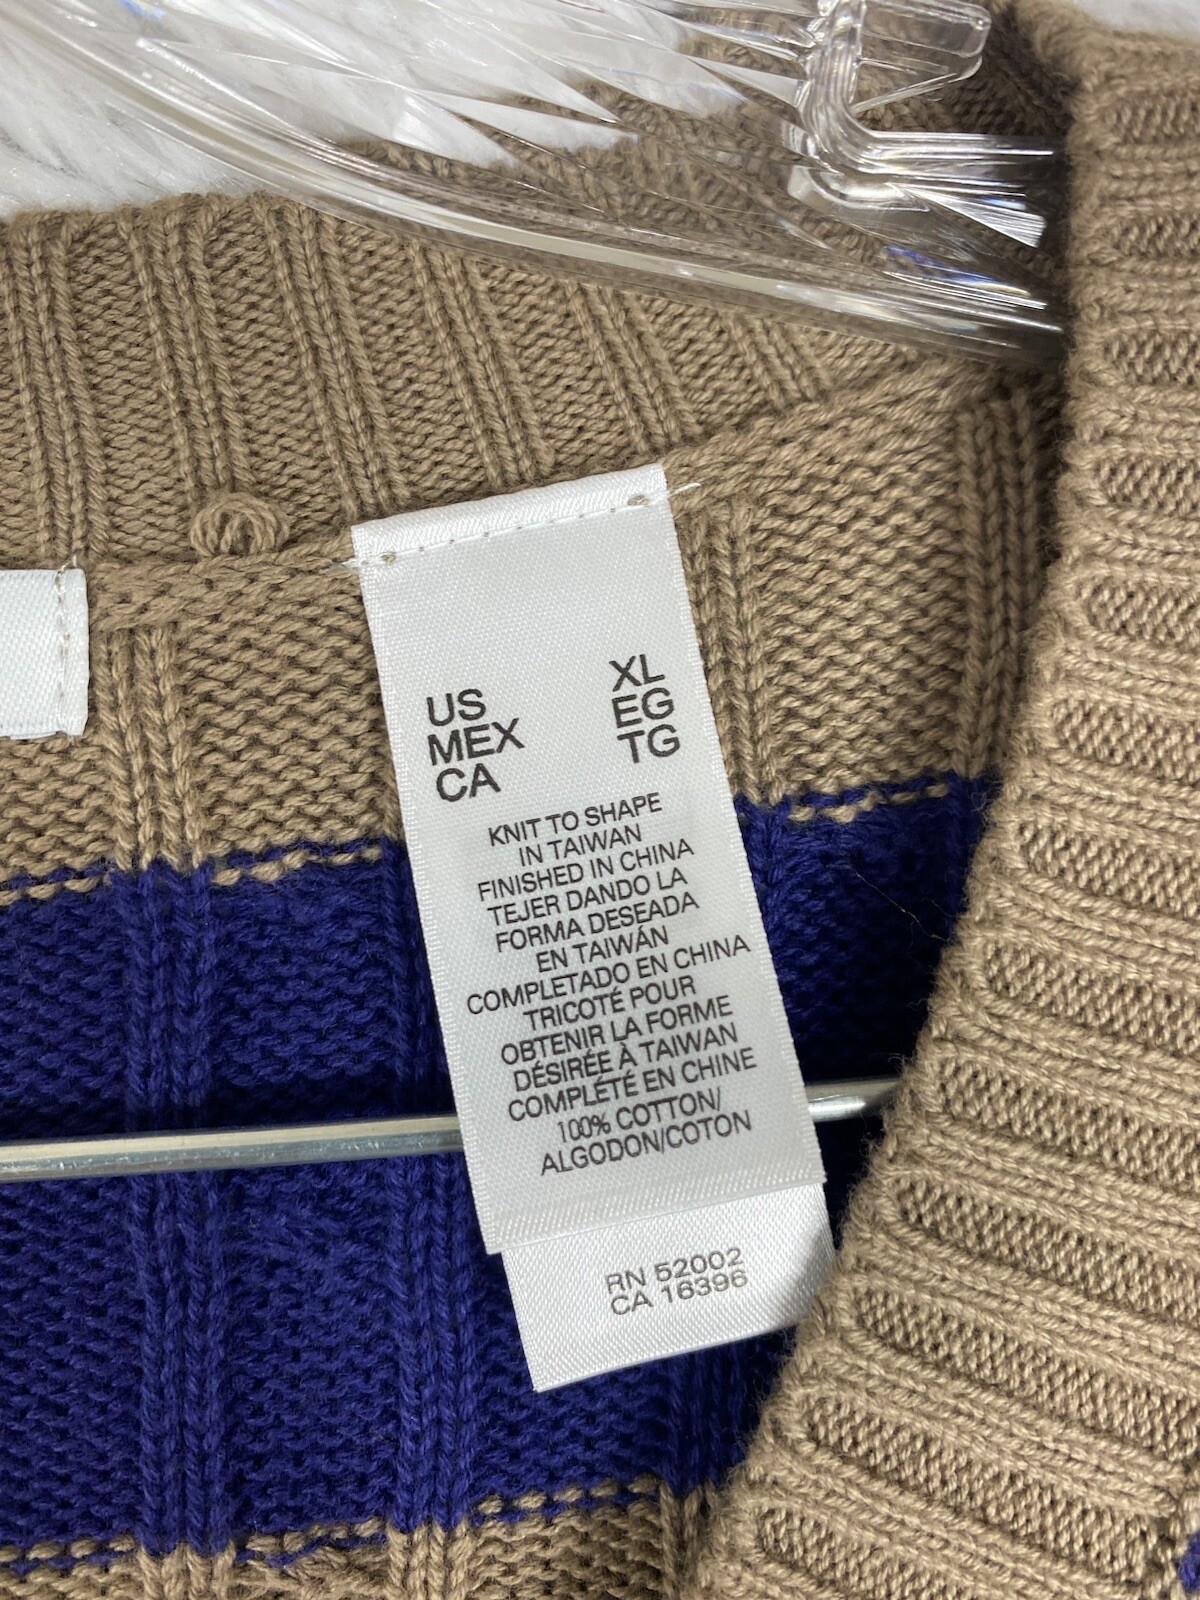 US XL
MEX EG
CA TG
KNIT TO SHAPE
IN TAIWAN
FINISHED IN CHINA
TEJER DANDO LA
FORMA DESEADA
EN TAIWÁN
COMPLETADO EN CHINA
TRICOTÉ POUR
OBTENIR LA FORME
DÉSIRÉE À TAIWAN
COMPLÉTÉ EN CHINE
100% COTTON/
ALGODON/COTON
RN 52002
CA 16396